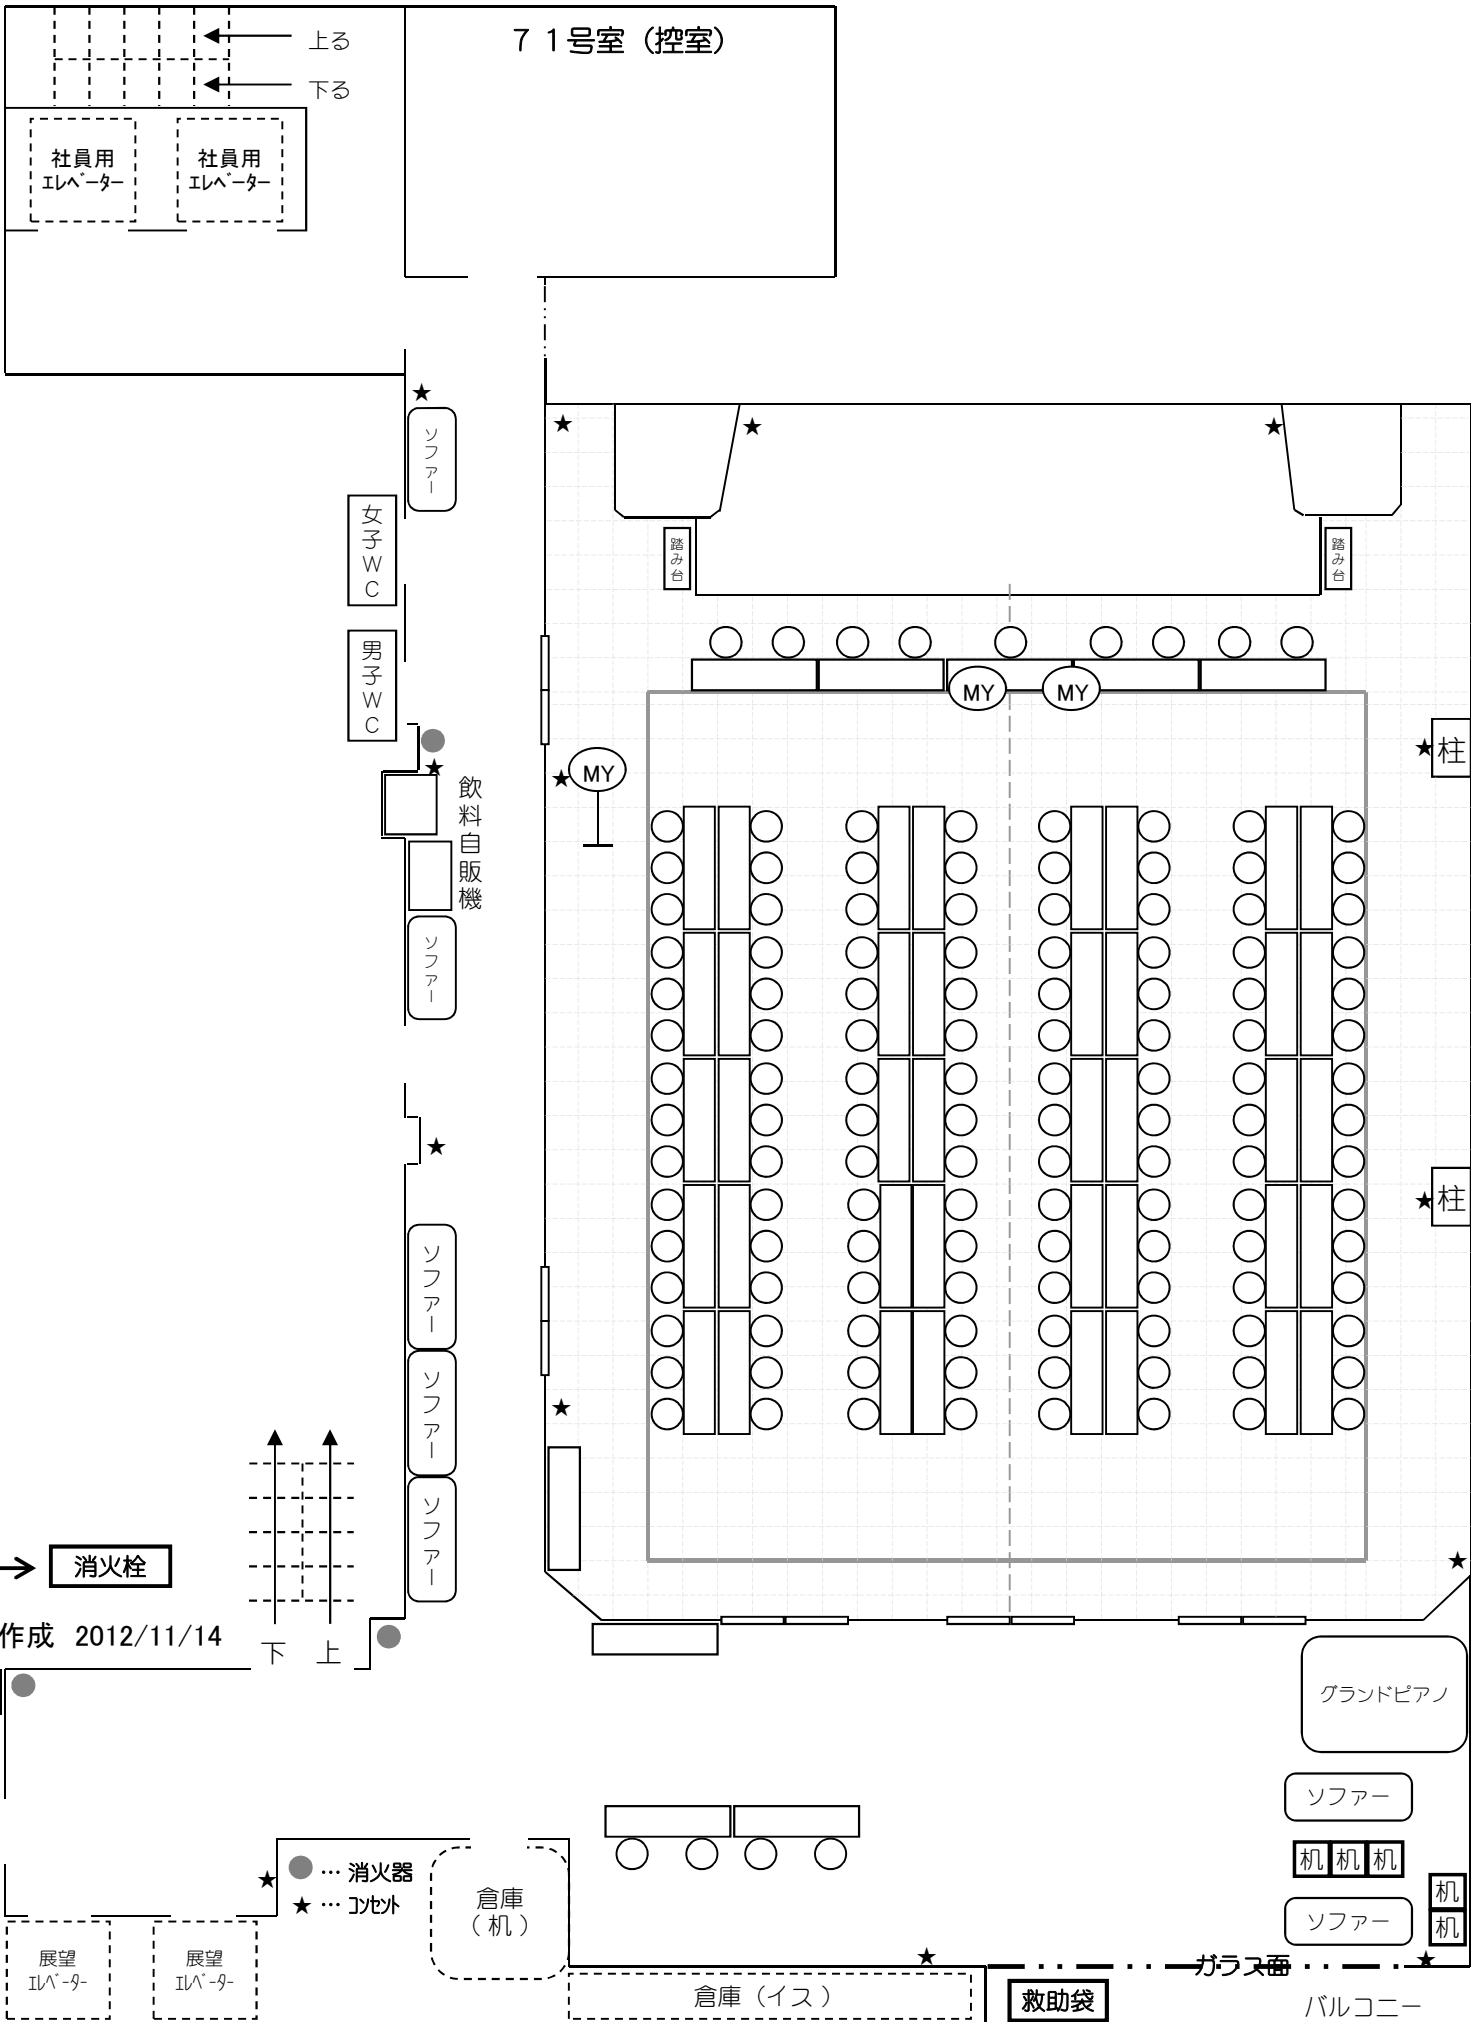 ７１号室（控室）
上る
下る
社員用
エレベーター
社員用
エレベーター
ソファー
女子ＷＣ
踏み台
踏み台
男子ＷＣ
MY
MY
柱
MY
飲料自販機
ソファー
柱
ソファー
ソファー
ソファー
消火栓
作成 2012/11/14
下
上
グランドピアノ
ソファー
机
机
机
…消火器
★…コンセント
倉庫
（机）
机
机
ソファー
展望
エレベーター
展望
エレベーター
ガラス面
倉庫（イス）
救助袋
バルコニー